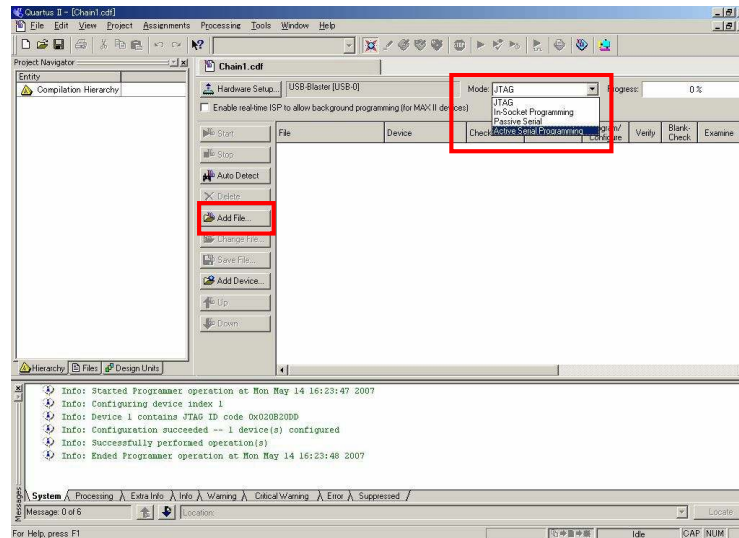 Quartus II - [Chain1.cdf]
File Edit View Project Assignments Processing Tools Window Help
Project Navigator
Entity
Compilation Hierarchy
Hierarchy Files Design Units
Chain1.cdf
Hardware Setup... USB-Blaster [USB-0] Mode: JTAG Progress: 0 %
JTAG
In-Socket Programming
Passive Serial
Active Serial Programming
Enable real-time ISP to allow background programming (for MAX II devices)
File Device Check Configure Verify Blank-Check Examine
Start
Stop
Auto Detect
Delete
Add File...
Change File...
Save File...
Add Device...
Up
Down
Info: Started Programmer operation at Mon May 14 16:23:47 2007
Info: Configuring device index 1
Info: Device 1 contains JTAG ID code 0x020B20DD
Info: Configuration succeeded -- 1 device(s) configured
Info: Successfully performed operation(s)
Info: Ended Programmer operation at Mon May 14 16:23:48 2007
Messages
System Processing Extra Info Info Warning Critical Warning Error Suppressed
Message: 0 of 6 Location: Locate
For Help, press F1 Idle CAP NUM